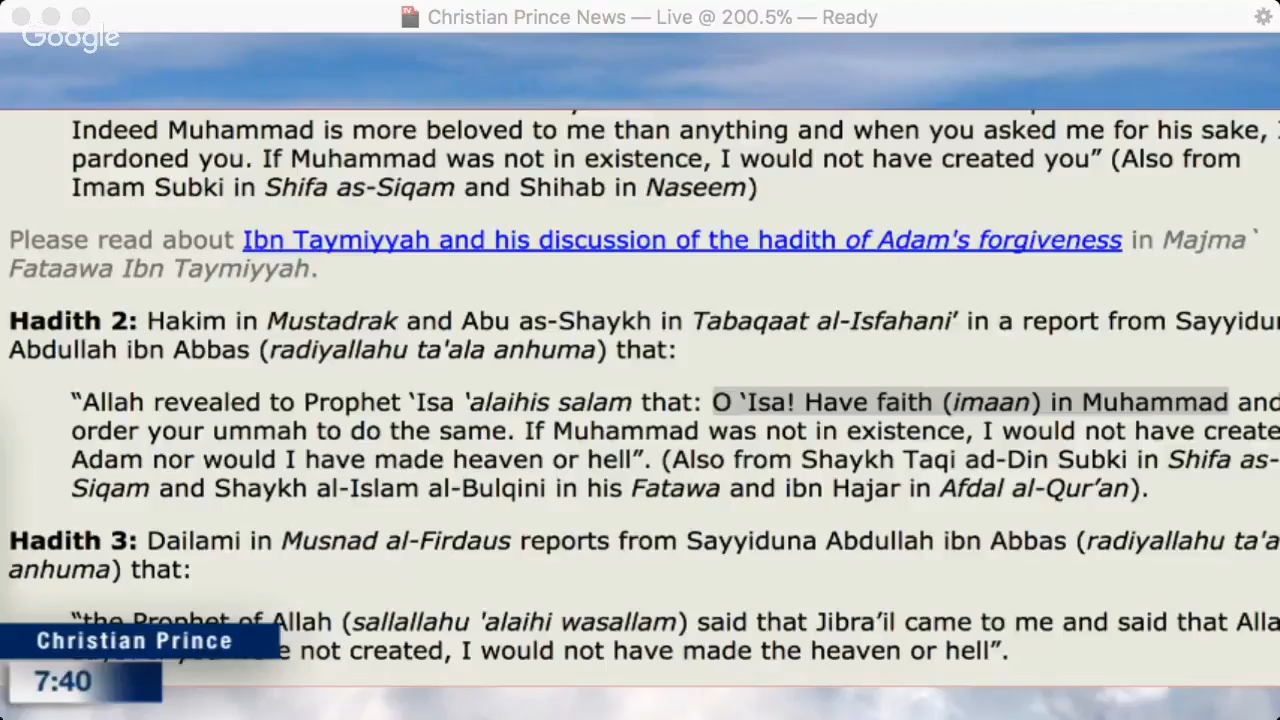 Christian Prince News — Live @ 200.5% — Ready
Google
Indeed Muhammad is more beloved to me than anything and when you asked me for his sake,
pardoned you. If Muhammad was not in existence, I would not have created you” (Also from
Imam Subki in Shifa as-Siqam and Shihab in Naseem)
Please read about Ibn Taymiyyah and his discussion of the hadith of Adam's forgiveness in Majma`
Fataawa Ibn Taymiyyah.
Hadith 2: Hakim in Mustadrak and Abu as-Shaykh in Tabaqaat al-Isfahani’ in a report from Sayyidu
Abdullah ibn Abbas (radiyallahu ta'ala anhuma) that:
“Allah revealed to Prophet ‘Isa 'alaihis salam that: O ‘Isa! Have faith (imaan) in Muhammad and
order your ummah to do the same. If Muhammad was not in existence, I would not have create
Adam nor would I have made heaven or hell”. (Also from Shaykh Taqi ad-Din Subki in Shifa as-
Siqam and Shaykh al-Islam al-Bulqini in his Fatawa and ibn Hajar in Afdal al-Qur’an).
Hadith 3: Dailami in Musnad al-Firdaus reports from Sayyiduna Abdullah ibn Abbas (radiyallahu ta'a
anhuma) that:
“the Prophet of Allah (sallallahu 'alaihi wasallam) said that Jibra’il came to me and said that Alla
not created, I would not have made the heaven or hell”.
Christian Prince
7:40